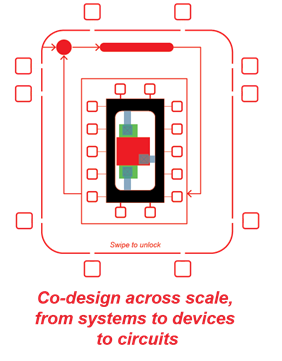 Swipe to unlock
Co-design across scale,
from systems to devices
to circuits